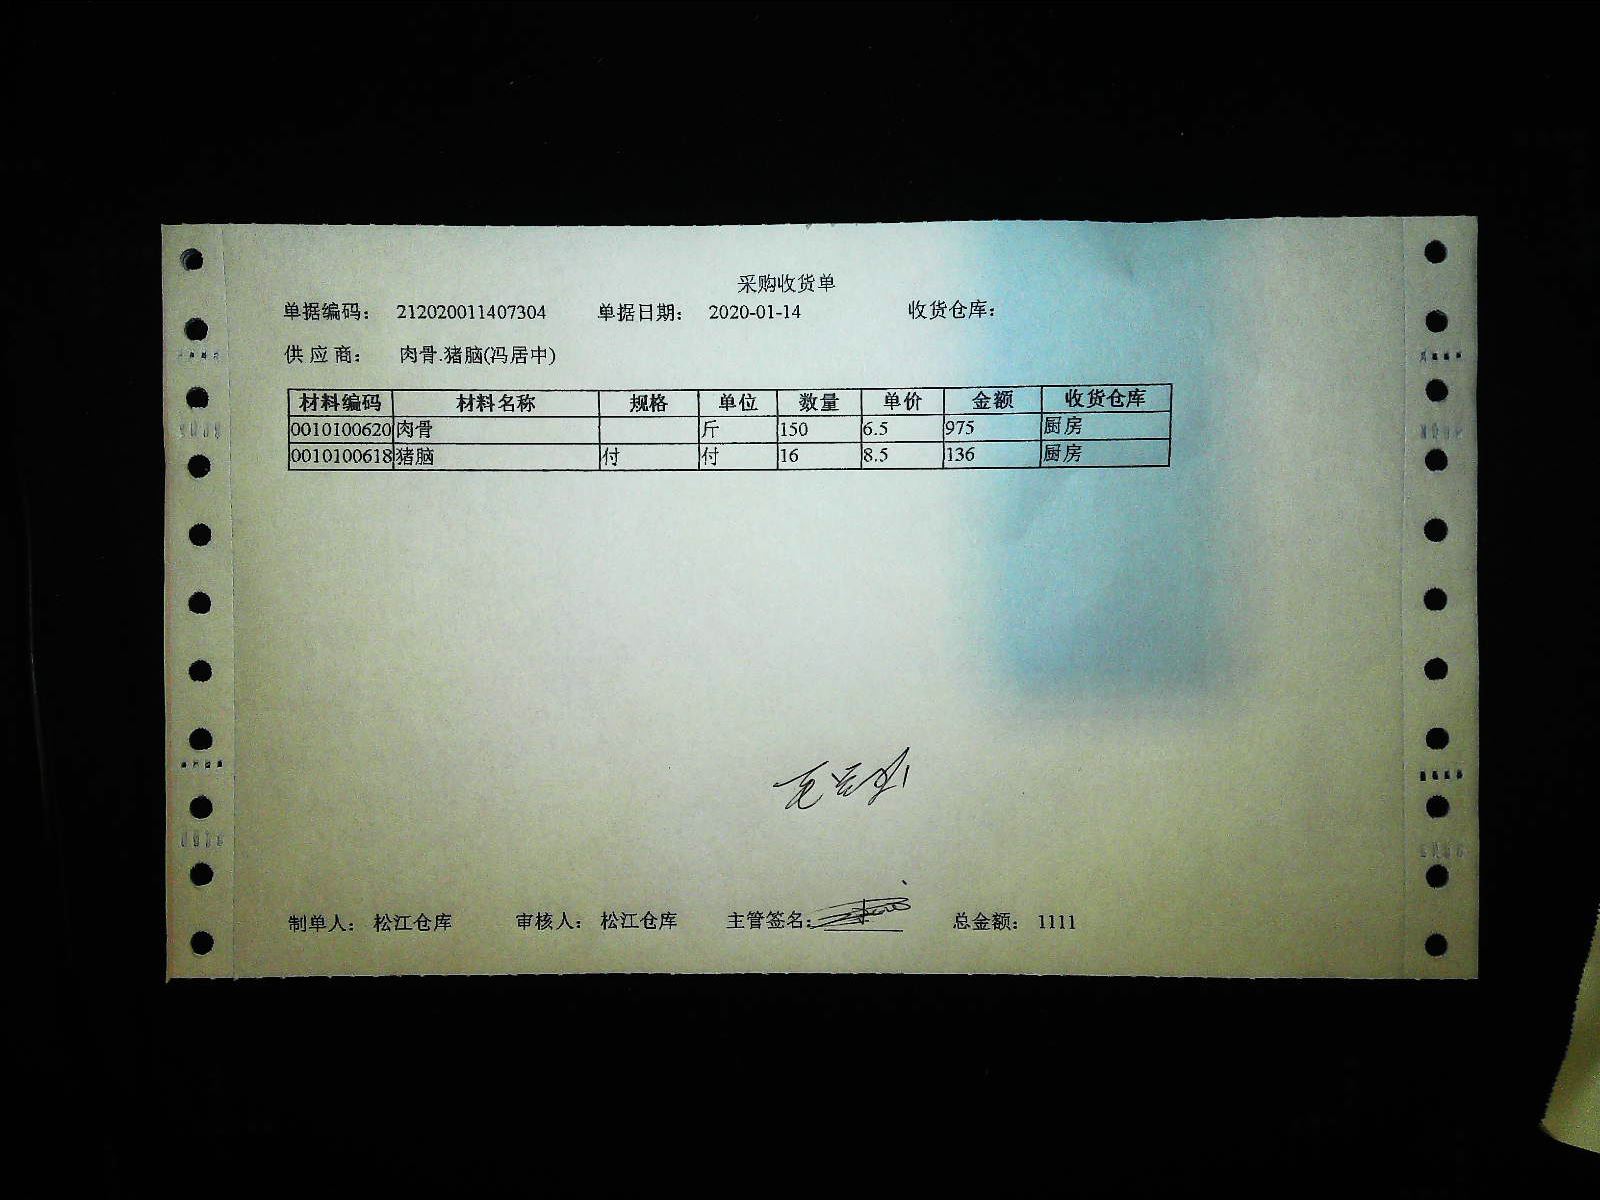 采购收货单
单据编码： 212020011407304 单据日期： 2020-01-14 收货仓库：
供应商： 肉骨.猪脑(冯居中)
材料编码 材料名称 规格 单位 数量 单价 金额 收货仓库
0010100620 肉骨 斤 150 6.5 975 厨房
0010100618 猪脑 付 付 16 8.5 136 厨房
制单人： 松江仓库 审核人： 松江仓库 主管签名： 总金额： 1111